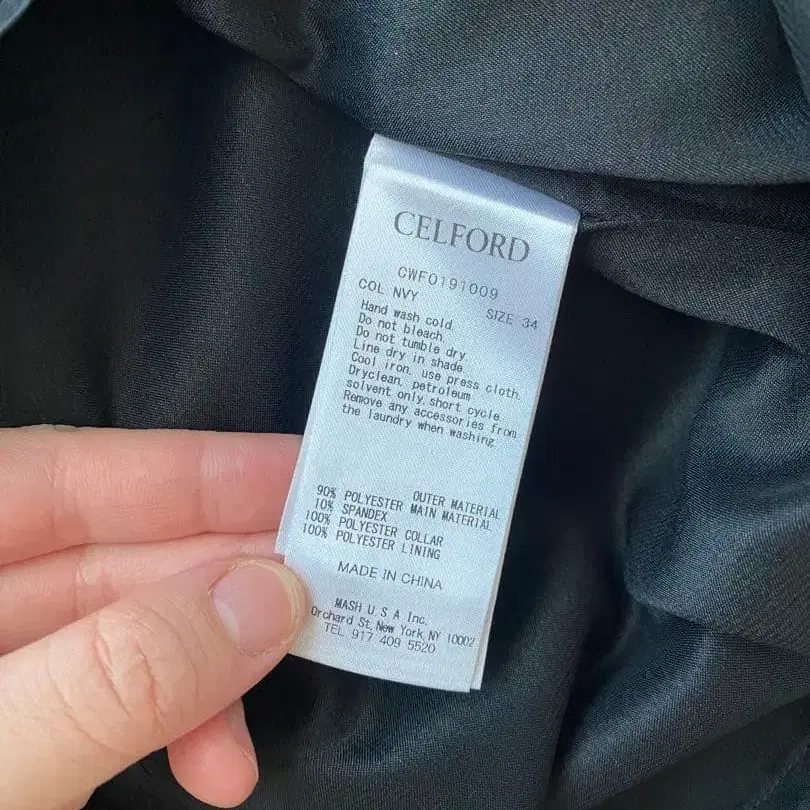 CELFORD
CWFO191009
COL NVY
SIZE 34
Hand wash cold.
Do not bleach.
Do not tumble dry.
Line dry in shade.
Cool iron, use press cloth.
Dryclean, petroleum
solvent only, short cycle.
Remove any accessories from
the laundry when washing.
OUTER MATERIAL
90% POLYESTER MAIN MATERIAL
10% SPANDEX
100% POLYESTER COLLAR
100% POLYESTER LINING
MADE IN CHINA
MASH U.S.A Inc.
Orchard St, New York, NY 10002
TEL 917 409 5520